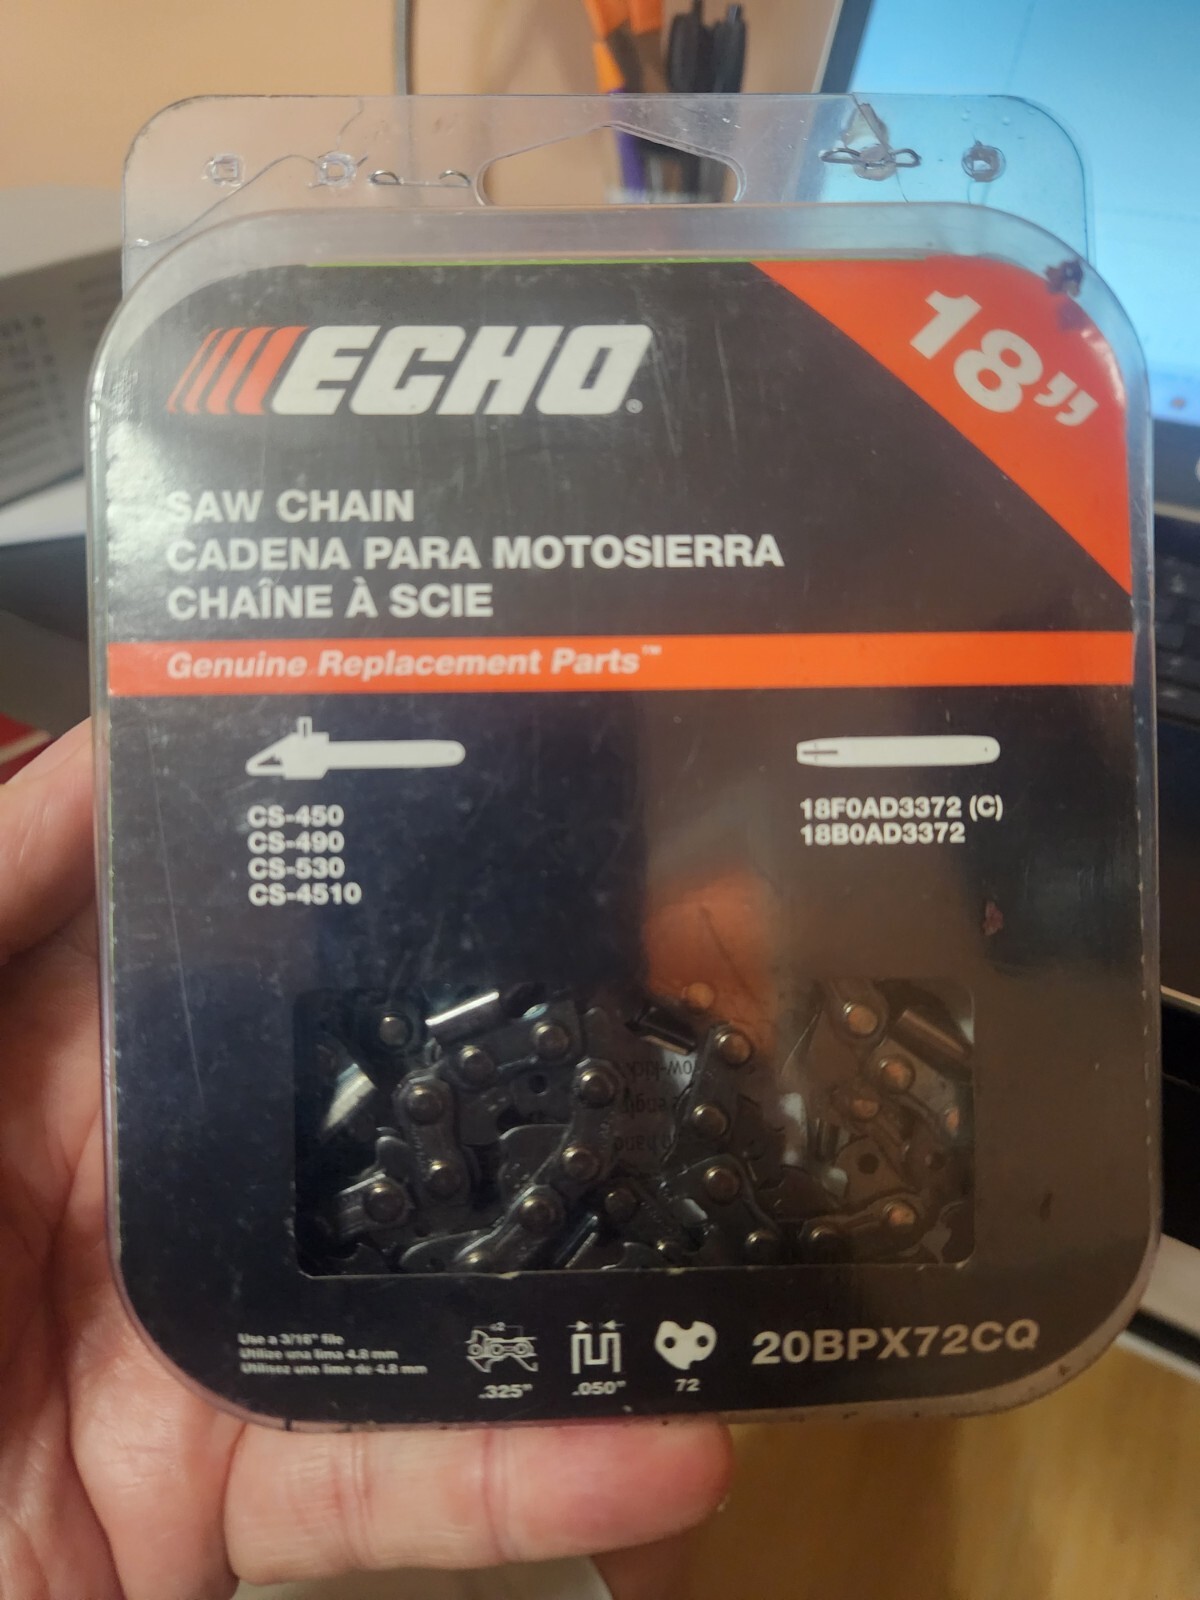 ECHO®
18”
SAW CHAIN
CADENA PARA MOTOSIERRA
CHAÎNE À SCIE
Genuine Replacement Parts™
CS-450
CS-490
CS-530
CS-4510
18F0AD3372 (C)
18B0AD3372
Use a 3/16" file
Utilize una lima 4.8 mm
Utilisez une lime de 4.8 mm
÷2
.325"
.050"
72
20BPX72CQ